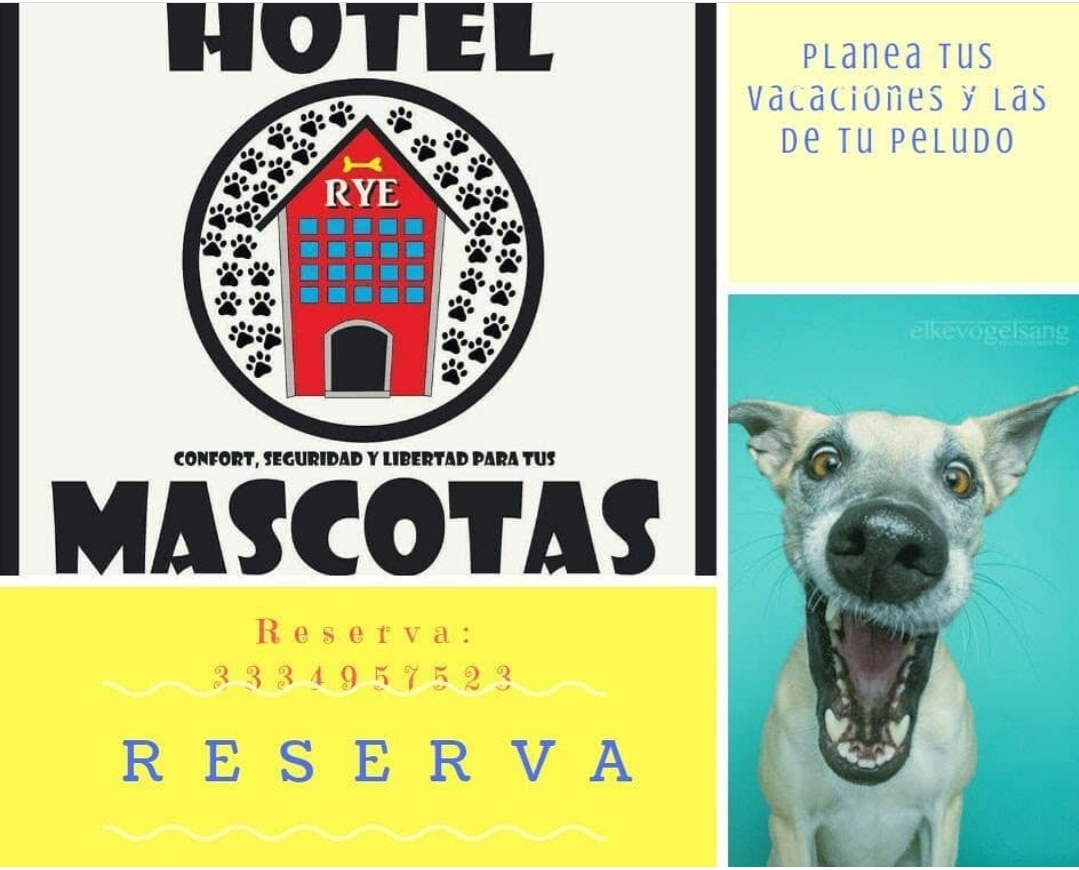 HOTEL
RYE
CONFORT, SEGURIDAD Y LIBERTAD PARA TUS
MASCOTAS
Planea tus
vacaciones y las
de tu peludo
elkevogelsang
Reserva:
3334957523
RESERVA